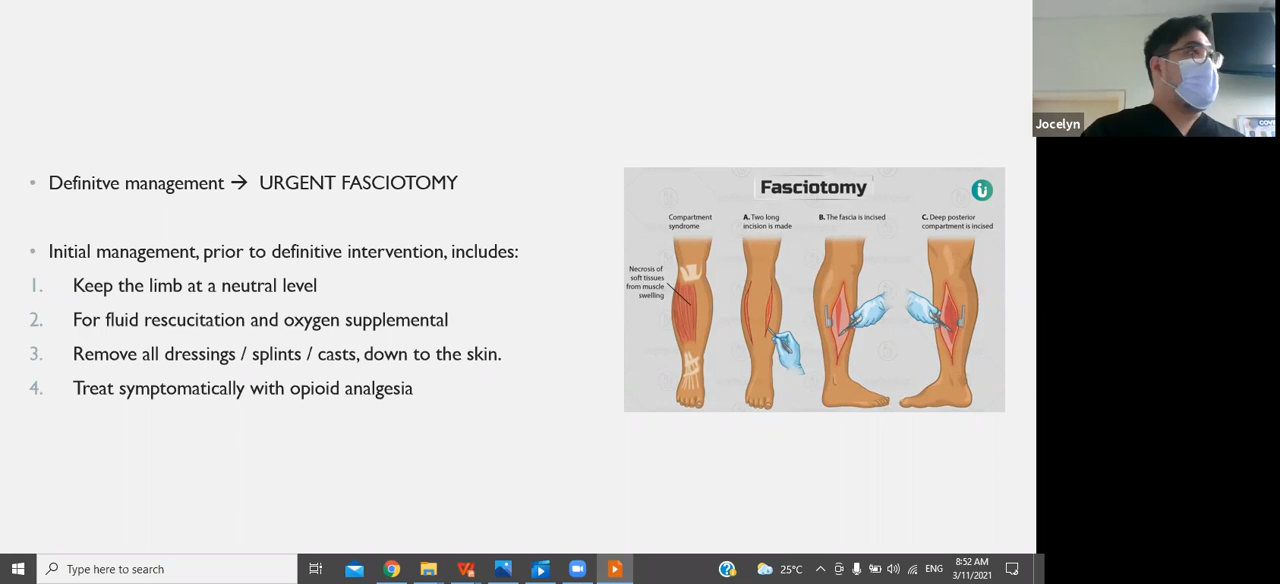 Definitve management → URGENT FASCIOTOMY
Initial management, prior to definitive intervention, includes:
1. Keep the limb at a neutral level
2. For fluid rescucitation and oxygen supplemental
3. Remove all dressings / splints / casts, down to the skin.
4. Treat symptomatically with opioid analgesia
Fasciotomy
Compartment
syndrome
A. Two long
incision is made
B. The fascia is incised
C. Deep posterior
compartment is incised
Necrosis of
soft tissues
from muscle
swelling
Jocelyn
Type here to search
25°C
ENG
8:52 AM
3/11/2021